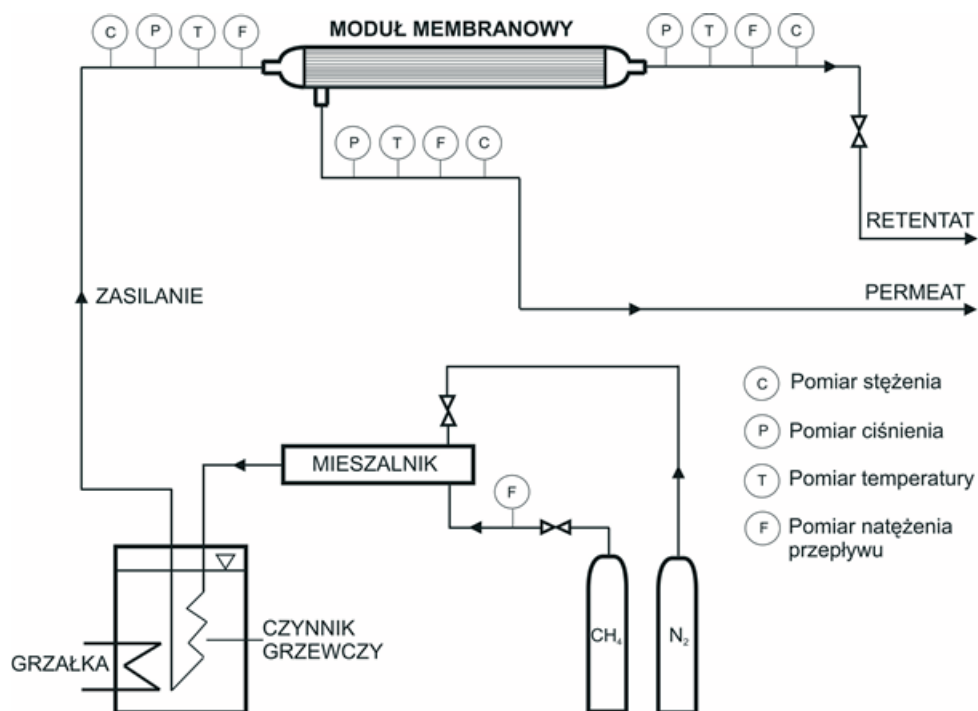 MODUŁ MEMBRANOWY
C P T F
P T F C
P T F C
RETENTAT
ZASILANIE
PERMEAT
C Pomiar stężenia
P Pomiar ciśnienia
MIESZALNIK
T Pomiar temperatury
F
F Pomiar natężenia
przepływu
CZYNNIK
GRZEWCZY
GRZAŁKA
CH₄
N₂